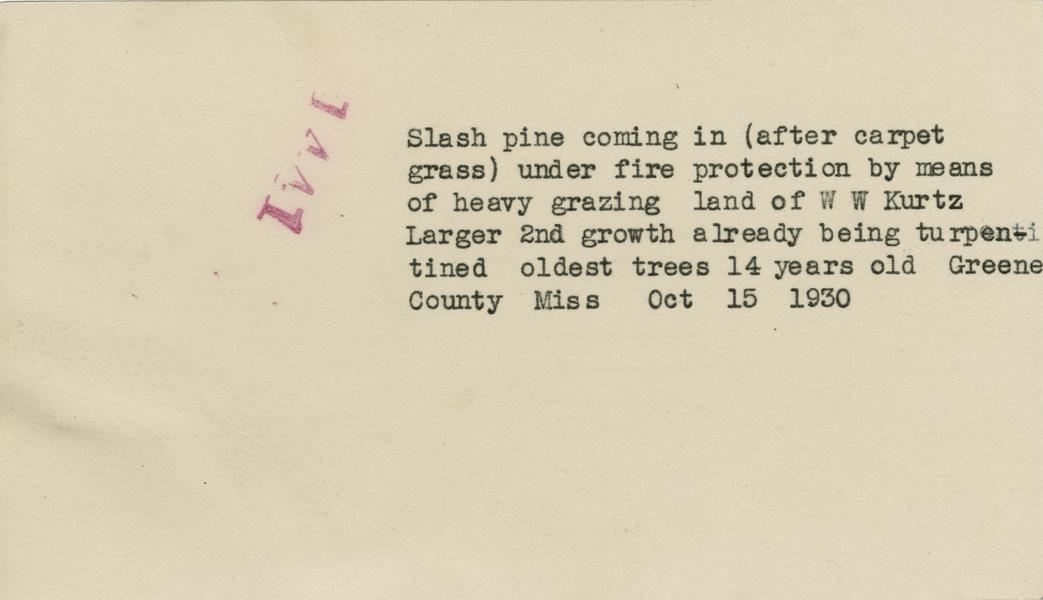 Slash pine coming in (after carpet
grass) under fire protection by means
of heavy grazing  land of W W Kurtz
Larger 2nd growth already being turpenti
tined  oldest trees 14 years old  Greene
County  Miss   Oct  15  1930